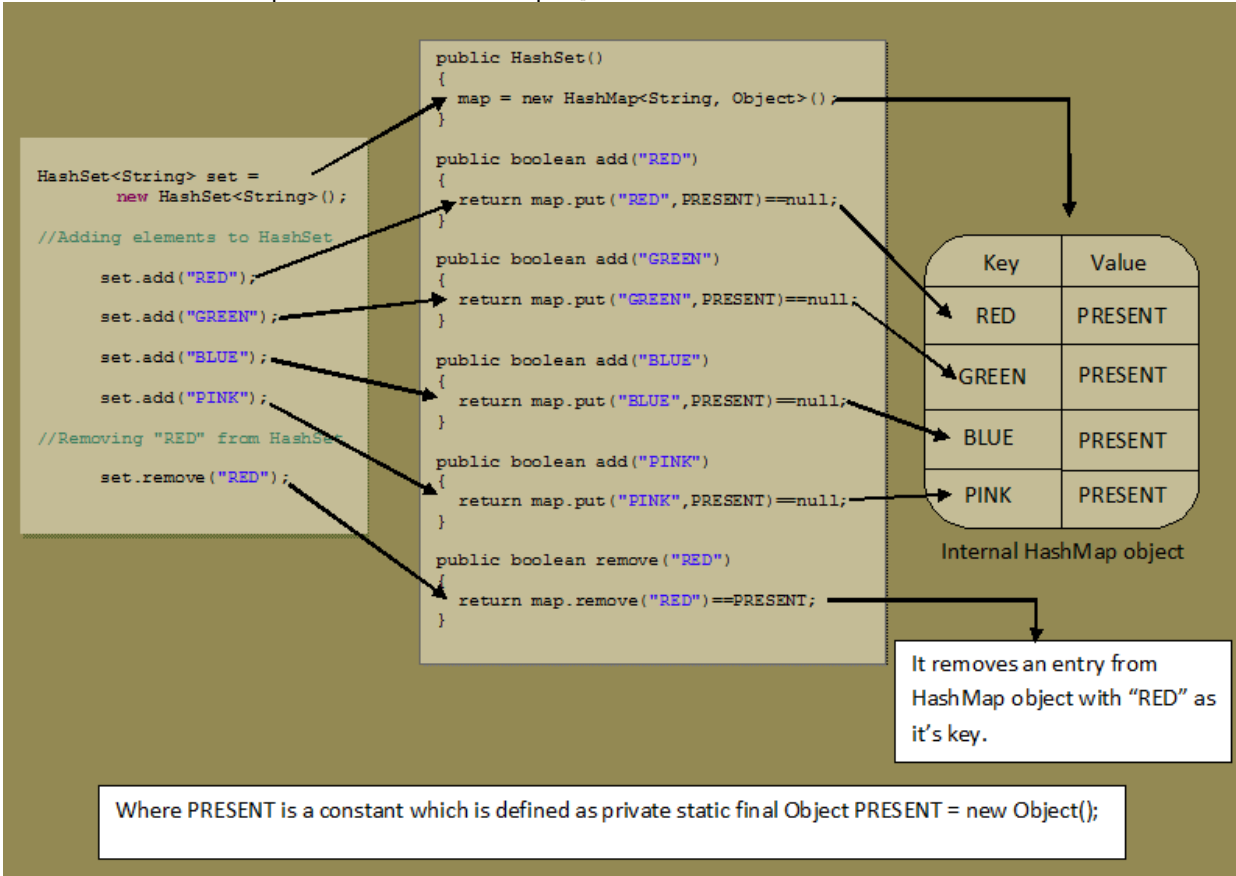 HashSet<String> set =
new HashSet<String>();
//Adding elements to HashSet
set.add("RED");
set.add("GREEN");
set.add("BLUE");
set.add("PINK");
//Removing "RED" from HashSet
set.remove("RED");
public HashSet()
{
map = new HashMap<String, Object>();
}
public boolean add("RED")
{
return map.put("RED",PRESENT)==null;
}
public boolean add("GREEN")
{
return map.put("GREEN",PRESENT)==null;
}
public boolean add("BLUE")
{
return map.put("BLUE",PRESENT)==null;
}
public boolean add("PINK")
{
return map.put("PINK",PRESENT)==null;
}
public boolean remove("RED")
{
return map.remove("RED")==PRESENT;
}
Key Value
RED PRESENT
GREEN PRESENT
BLUE PRESENT
PINK PRESENT
Internal HashMap object
It removes an entry from
HashMap object with “RED” as
it’s key.
Where PRESENT is a constant which is defined as private static final Object PRESENT = new Object();